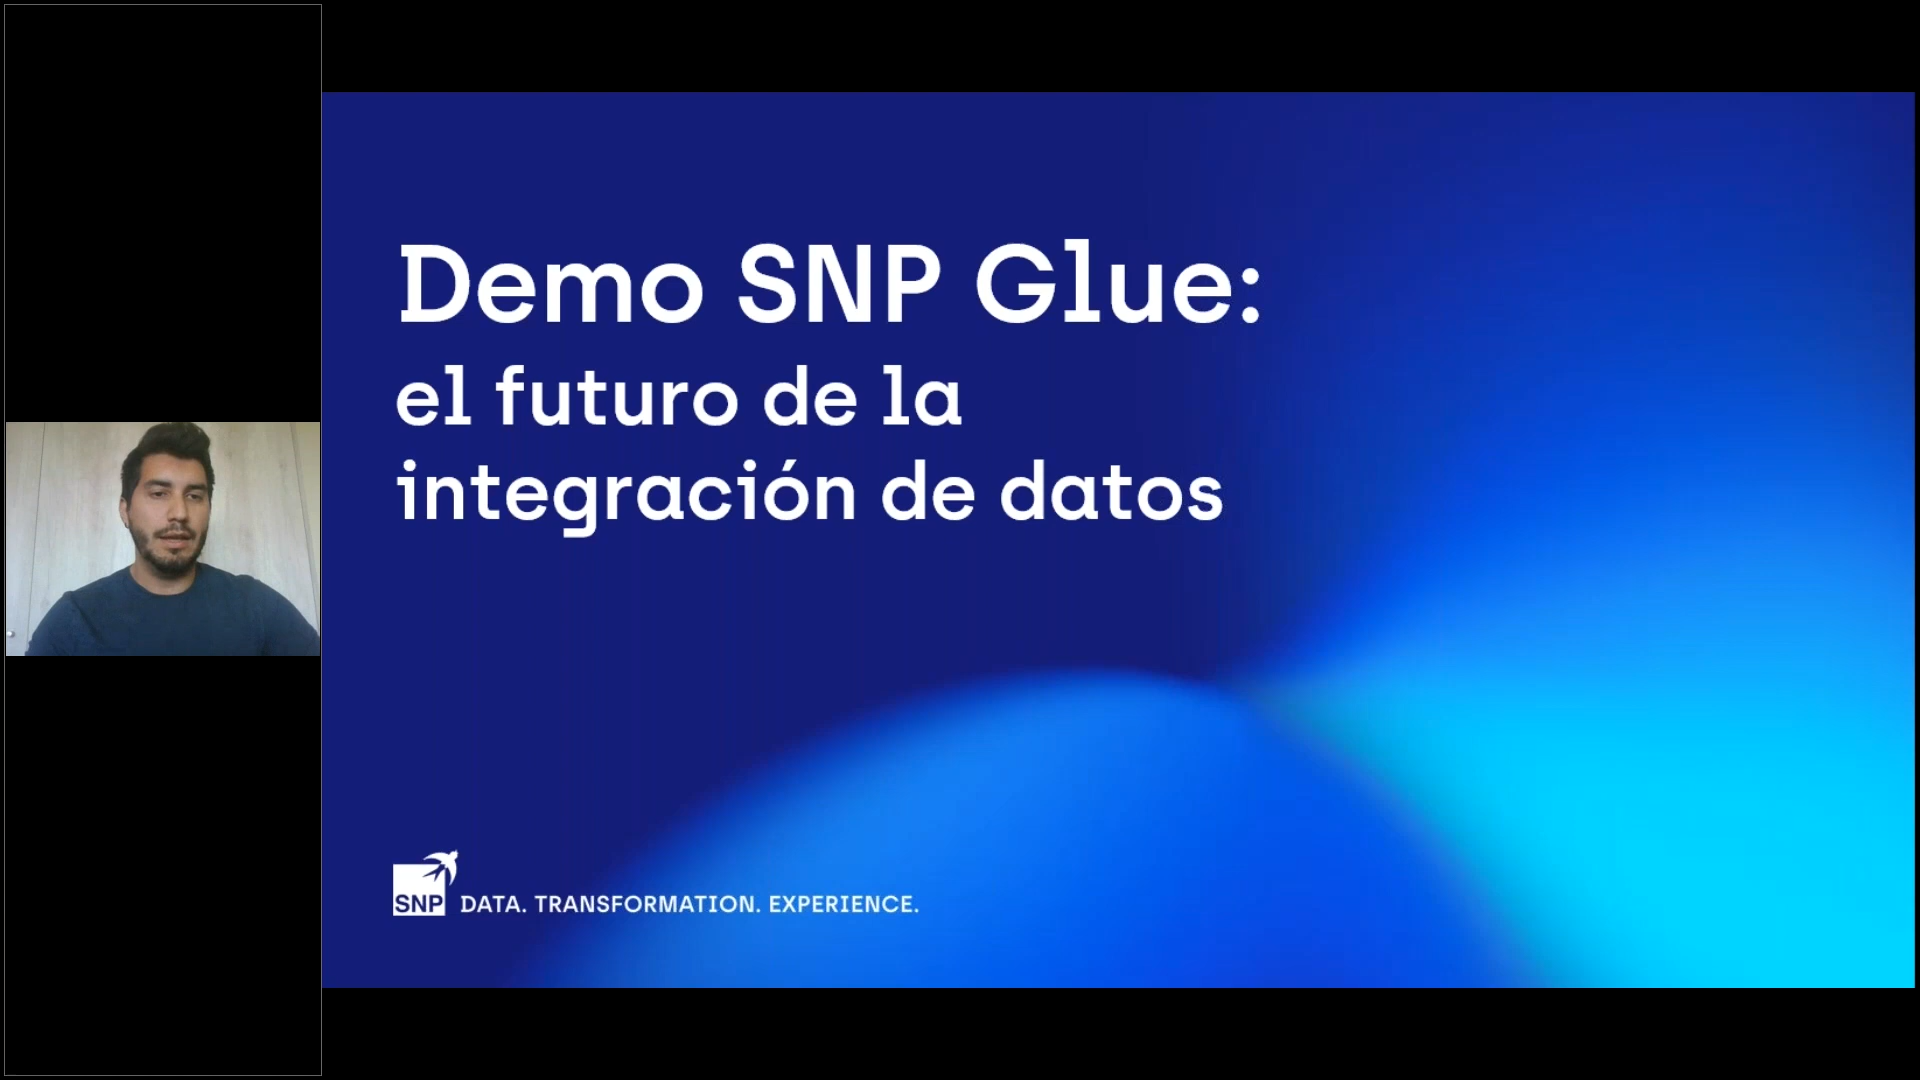 Demo SNP Glue:
el futuro de la
integración de datos
SNP DATA. TRANSFORMATION. EXPERIENCE.